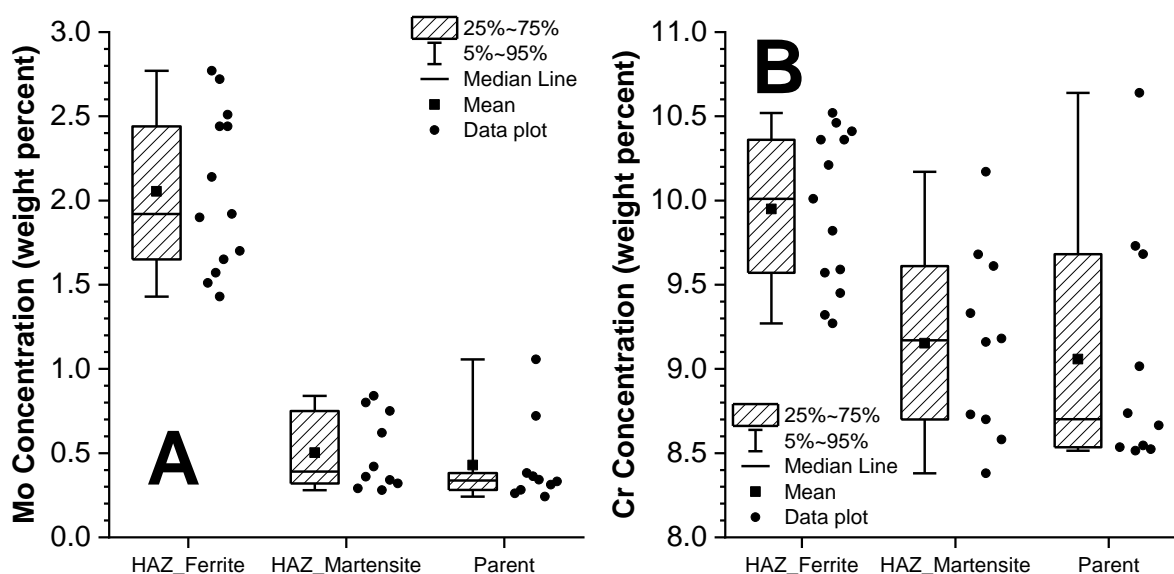 Mo Concentration (weight percent)
3.0
2.5
2.0
1.5
1.0
0.5
0.0
25%~75%
5%~95%
Median Line
Mean
Data plot
A
HAZ_Ferrite HAZ_Martensite Parent
Cr Concentration (weight percent)
11.0
10.5
10.0
9.5
9.0
8.5
8.0
B
25%~75%
5%~95%
Median Line
Mean
Data plot
HAZ_Ferrite HAZ_Martensite Parent